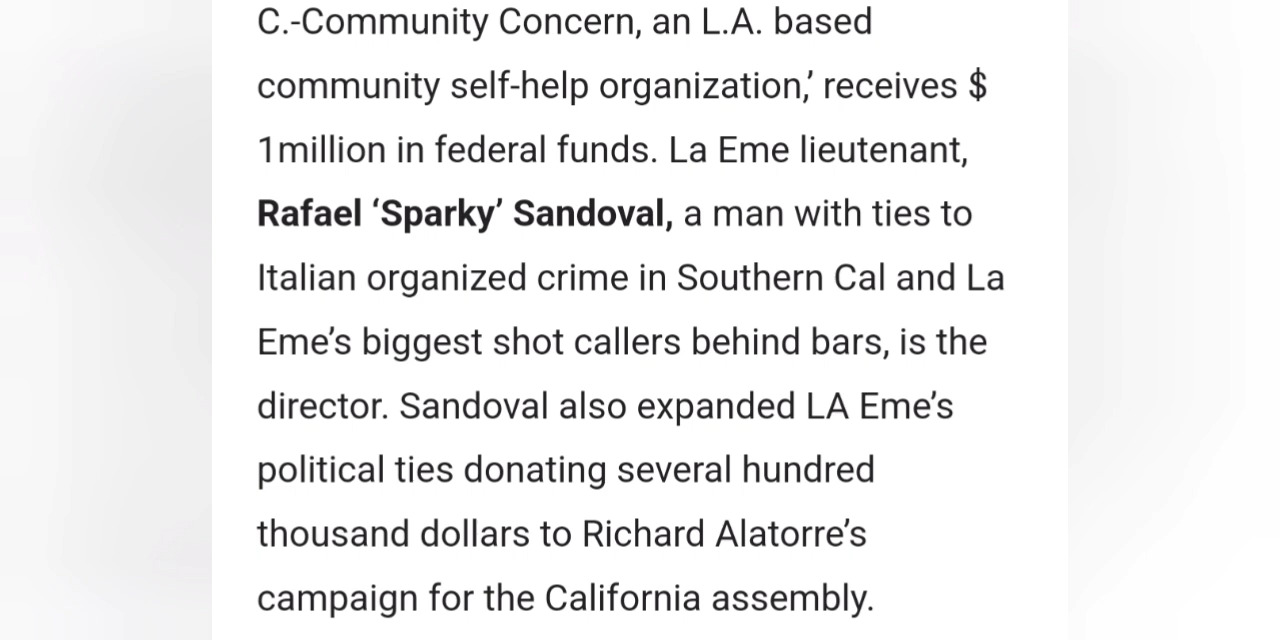 C.-Community Concern, an L.A. based
community self-help organization,’ receives $
1million in federal funds. La Eme lieutenant,
Rafael ‘Sparky’ Sandoval, a man with ties to
Italian organized crime in Southern Cal and La
Eme’s biggest shot callers behind bars, is the
director. Sandoval also expanded LA Eme’s
political ties donating several hundred
thousand dollars to Richard Alatorre’s
campaign for the California assembly.